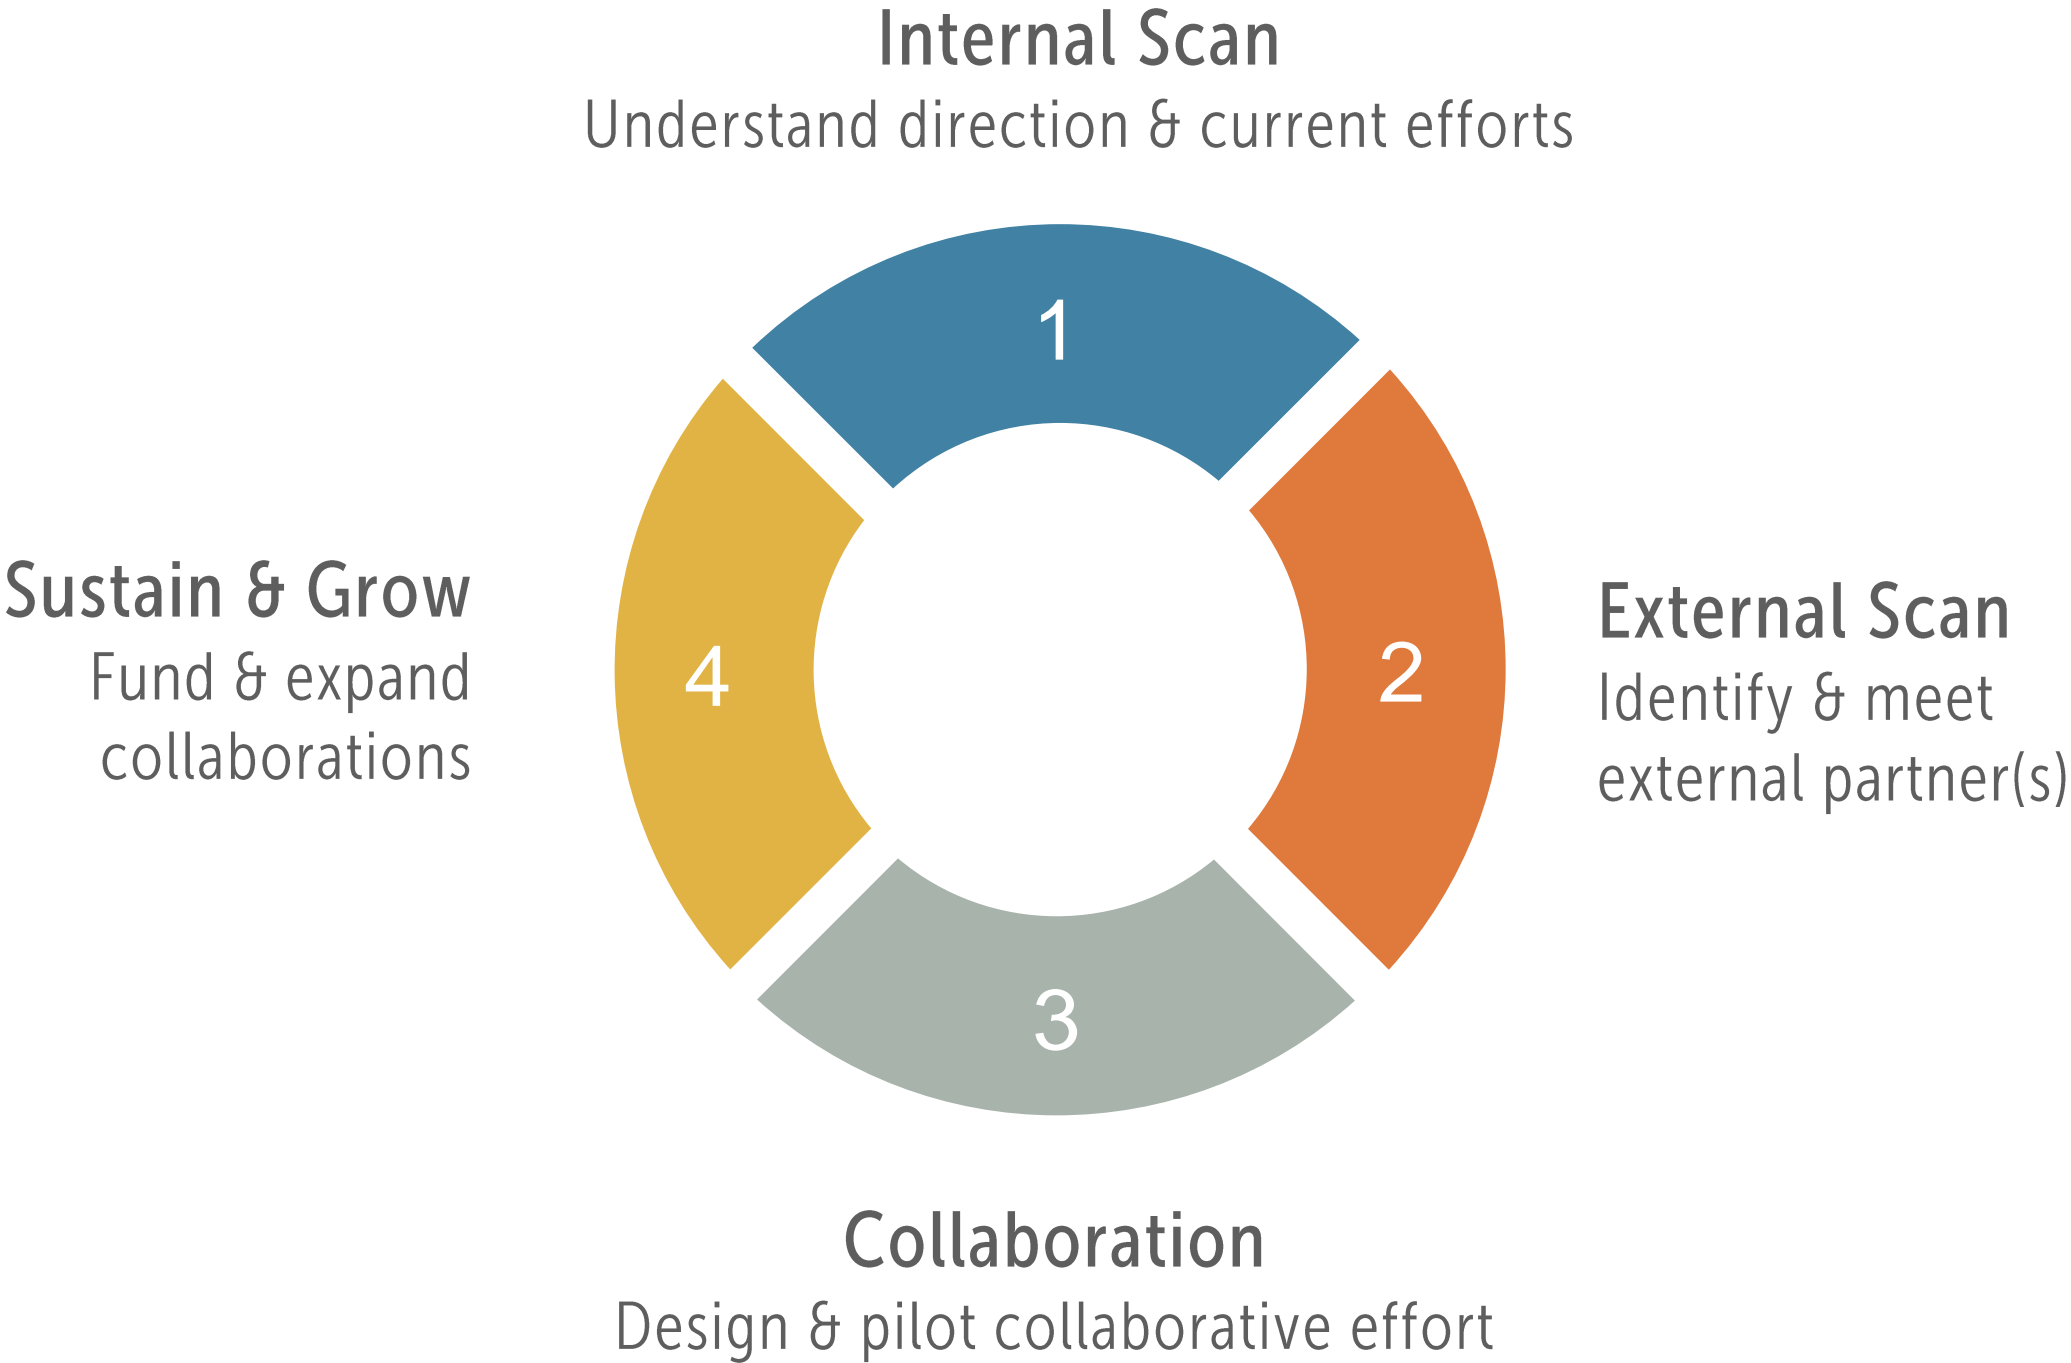 Internal Scan
Understand direction & current efforts
1
2
External Scan
Identify & meet
external partner(s)
3
Collaboration
Design & pilot collaborative effort
4
Sustain & Grow
Fund & expand
collaborations